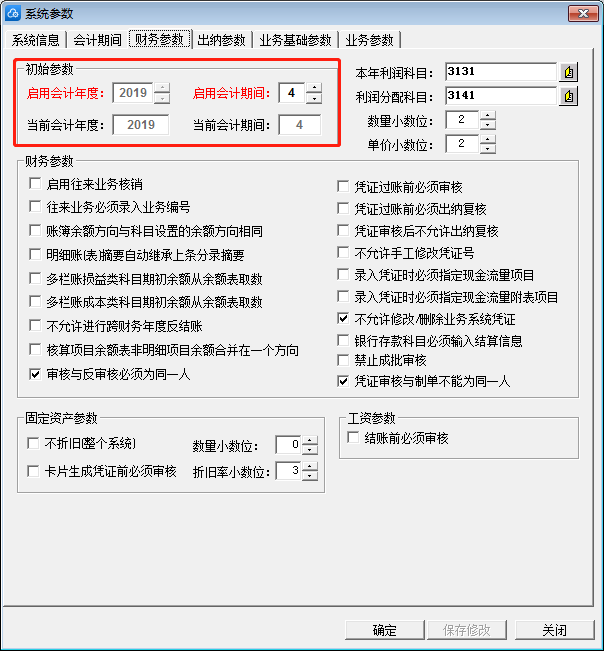 系统参数
系统信息 会计期间 财务参数 出纳参数 业务基础参数 业务参数
初始参数
启用会计年度: 2019 启用会计期间: 4
当前会计年度: 2019 当前会计期间: 4
本年利润科目: 3131
利润分配科目: 3141
数量小数位: 2
单价小数位: 2
财务参数
启用往来业务核销
往来业务必须录入业务编号
账簿余额方向与科目设置的余额方向相同
明细账(表)摘要自动继承上条分录摘要
多栏账损益类科目期初余额从余额表取数
多栏账成本类科目期初余额从余额表取数
不允许进行跨财务年度反结账
核算项目余额表非明细项目余额合并在一个方向
审核与反审核必须为同一人
凭证过账前必须审核
凭证过账前必须出纳复核
凭证审核后不允许出纳复核
不允许手工修改凭证号
录入凭证时必须指定现金流量项目
录入凭证时必须指定现金流量附表项目
不允许修改/删除业务系统凭证
银行存款科目必须输入结算信息
禁止成批审核
凭证审核与制单不能为同一人
固定资产参数
不折旧(整个系统) 数量小数位: 0
卡片生成凭证前必须审核 折旧率小数位: 3
工资参数
结账前必须审核
确定 保存修改 关闭